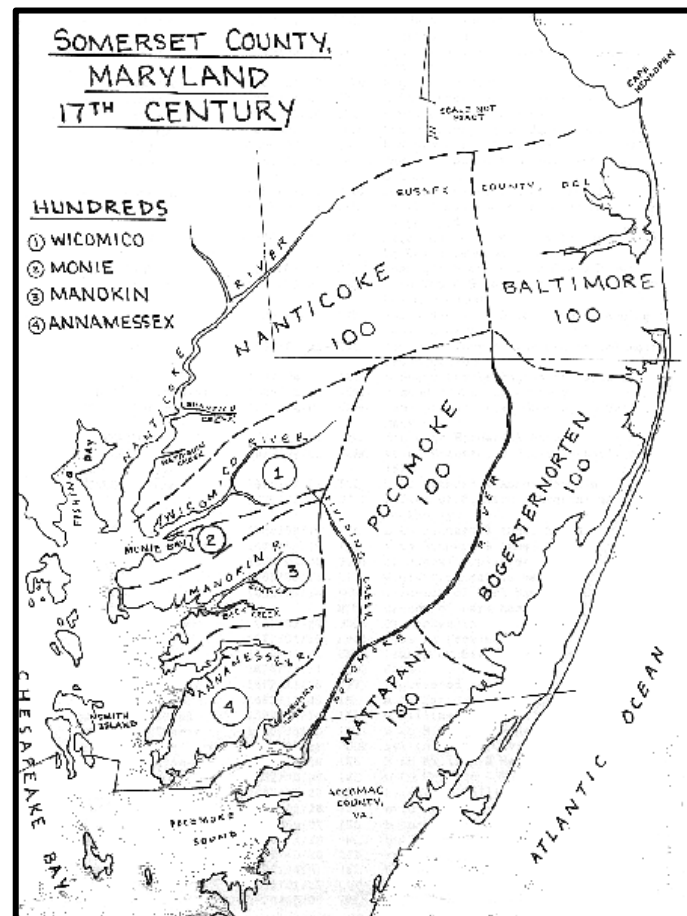 SOMERSET COUNTY,
MARYLAND
17TH CENTURY
CAPE
HENLOPEN
SCALE NOT
EXACT
SUSSEX COUNTY, DEL
HUNDREDS
① WICOMICO
② MONIE
③ MANOKIN
④ ANNAMESSEX
NANTICOKE RIVER
NANTICOKE
100
BALTIMORE
100
CREEK
CREEK
FISHING
BAY
WICOMICO RIVER
1
POCOMOKE
100
BOGERTERNORTEN
100
MONIE BAY
2
MANOKIN R.
3
BACK CREEK
DIVIDING CREEK
POCOMOKE RIVER
ANNAMESSEX R.
4
MATTAPANY
100
SMITH
ISLAND
CHESAPEAKE BAY
POCOMOKE
SOUND
ACCOMAC
COUNTY,
VA.
ATLANTIC OCEAN